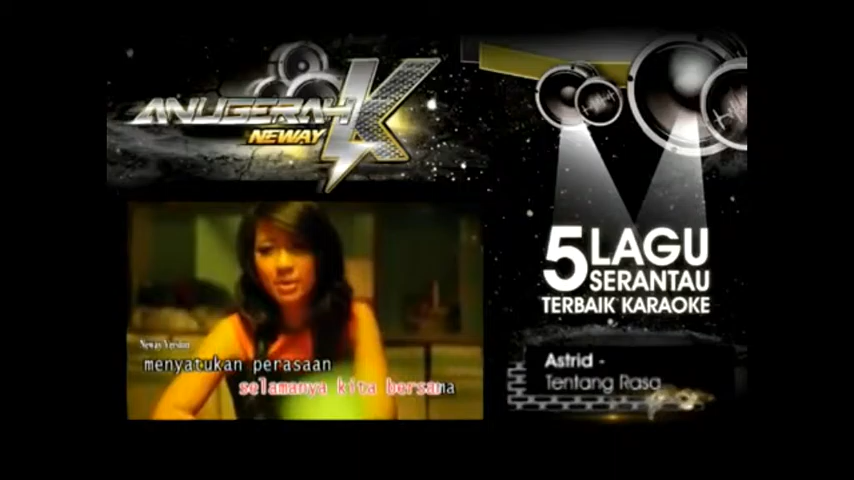 ANUGERAH K
NEWAY
5 LAGU
SERANTAU
TERBAIK KARAOKE
Neway Version
menyatukan perasaan
selamanya kita bersama
Astrid -
Tentang Rasa